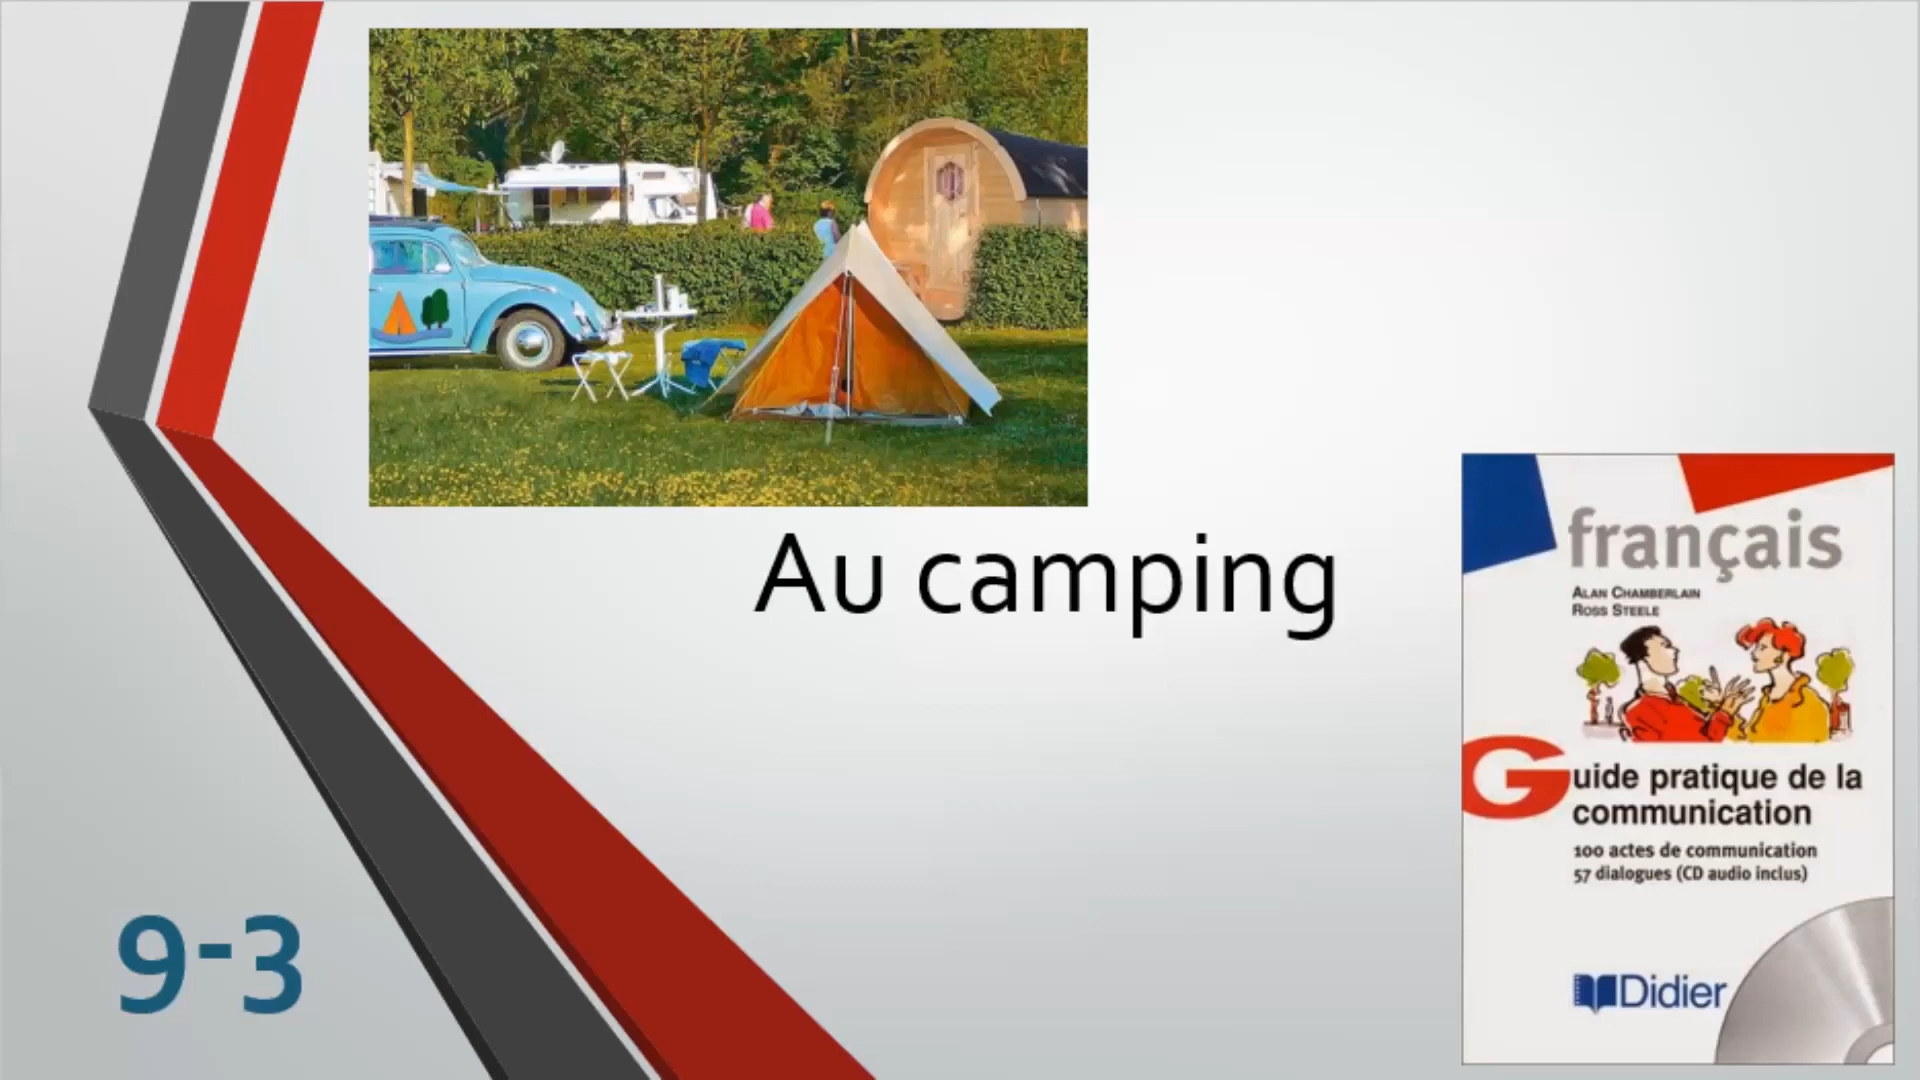 Au camping
français
ALAN CHAMBERLAIN
ROSS STEELE
Guide pratique de la
communication
100 actes de communication
57 dialogues (CD audio inclus)
Didier
9-3